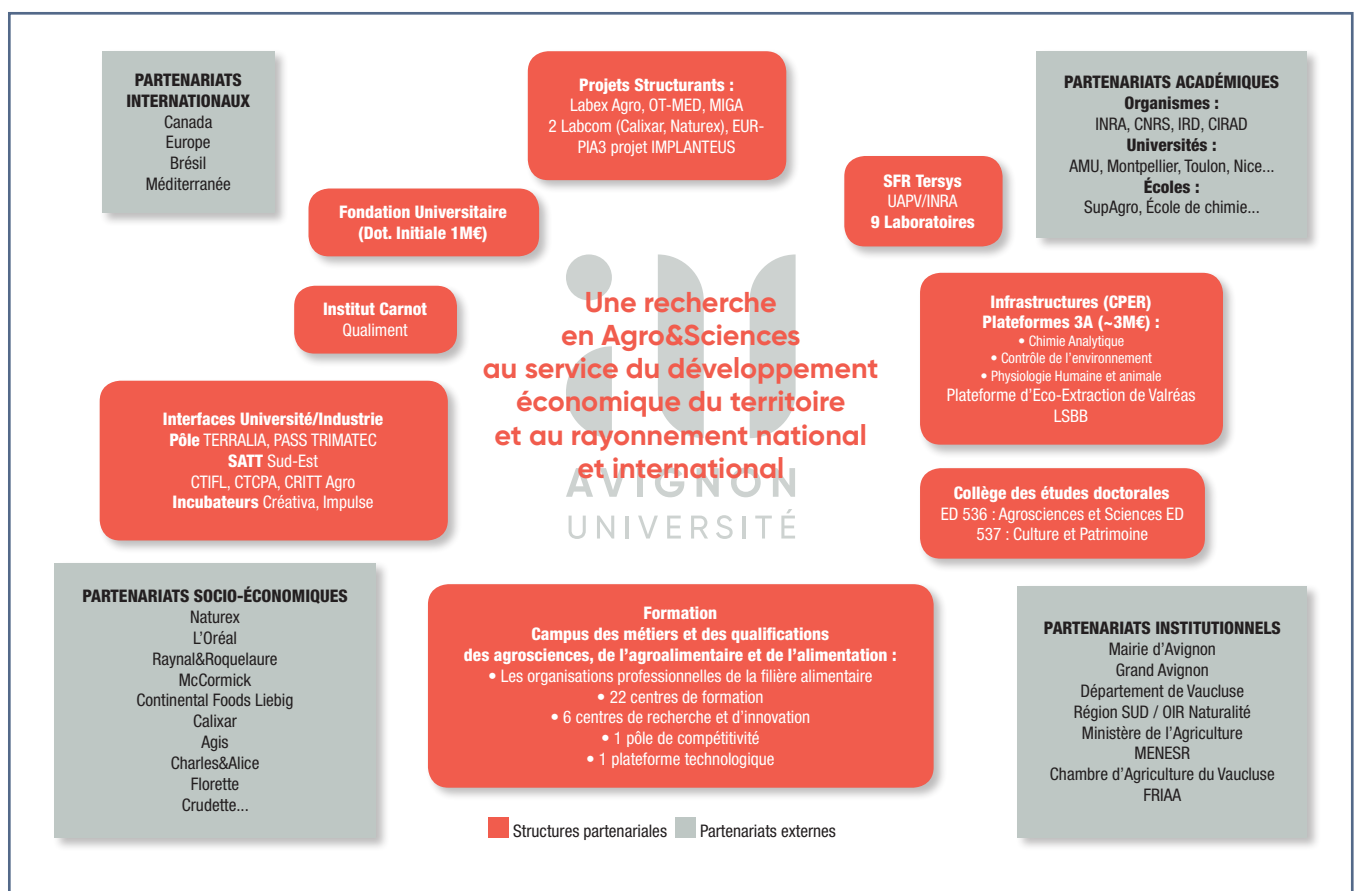 PARTENARIATS
INTERNATIONAUX
Canada
Europe
Brésil
Méditerranée
Projets Structurants :
Labex Agro, OT-MED, MIGA
2 Labcom (Calixar, Naturex), EUR-
PIA3 projet IMPLANTEUS
PARTENARIATS ACADÉMIQUES
Organismes :
INRA, CNRS, IRD, CIRAD
Universités :
AMU, Montpellier, Toulon, Nice...
Écoles :
SupAgro, École de chimie...
SFR Tersys
UAPV/INRA
9 Laboratoires
Fondation Universitaire
(Dot. Initiale 1M€)
Institut Carnot
Qualiment
Une recherche
en Agro&Sciences
au service du développement
économique du territoire
et au rayonnement national
et international
AVIGNON
UNIVERSITÉ
Infrastructures (CPER)
Plateformes 3A (~3M€) :
• Chimie Analytique
• Contrôle de l'environnement
• Physiologie Humaine et animale
Plateforme d'Eco-Extraction de Valréas
LSBB
Interfaces Université/Industrie
Pôle TERRALIA, PASS TRIMATEC
SATT Sud-Est
CTIFL, CTCPA, CRITT Agro
Incubateurs Créativa, Impulse
Collège des études doctorales
ED 536 : Agrosciences et Sciences ED
537 : Culture et Patrimoine
PARTENARIATS SOCIO-ÉCONOMIQUES
Naturex
L'Oréal
Raynal&Roquelaure
McCormick
Continental Foods Liebig
Calixar
Agis
Charles&Alice
Florette
Crudette...
Formation
Campus des métiers et des qualifications
des agrosciences, de l'agroalimentaire et de l'alimentation :
• Les organisations professionnelles de la filière alimentaire
• 22 centres de formation
• 6 centres de recherche et d'innovation
• 1 pôle de compétitivité
• 1 plateforme technologique
PARTENARIATS INSTITUTIONNELS
Mairie d'Avignon
Grand Avignon
Département de Vaucluse
Région SUD / OIR Naturalité
Ministère de l'Agriculture
MENESR
Chambre d'Agriculture du Vaucluse
FRIAA
Structures partenariales
Partenariats externes